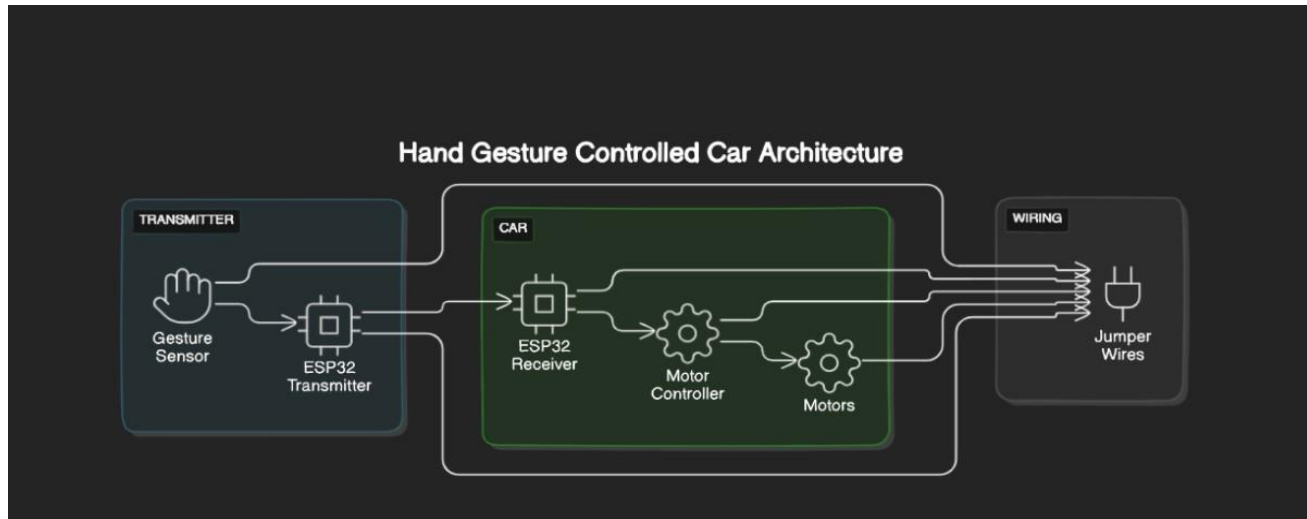 Hand Gesture Controlled Car Architecture
TRANSMITTER
Gesture
Sensor
ESP32
Transmitter
CAR
ESP32
Receiver
Motor
Controller
Motors
WIRING
Jumper
Wires